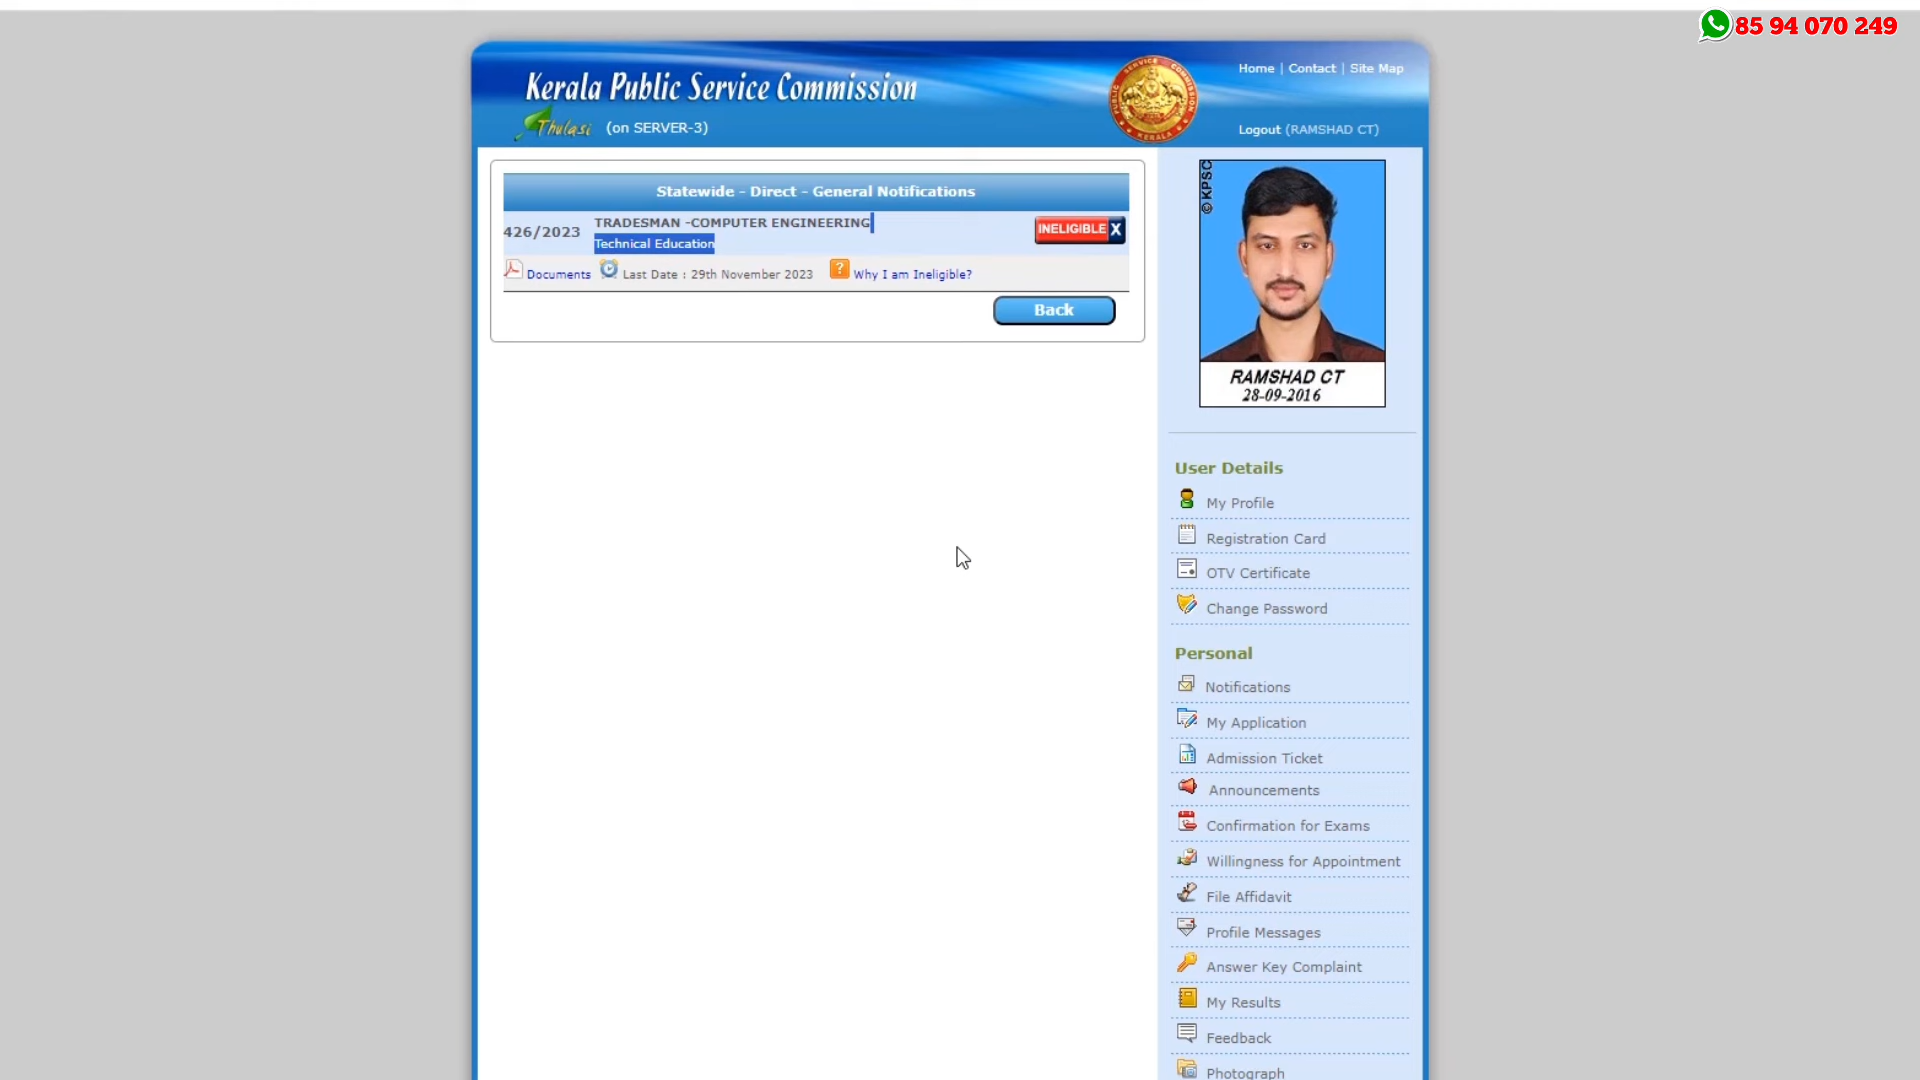 85 94 070 249
Kerala Public Service Commission
Home | Contact | Site Map
Thulasi (on SERVER-3)
Logout (RAMSHAD CT)
PUBLIC SERVICE COMMISSION KERALA
Statewide - Direct - General Notifications
426/2023
TRADESMAN -COMPUTER ENGINEERING
Technical Education
INELIGIBLE X
Documents
Last Date : 29th November 2023
? Why I am Ineligible?
Back
© KPSC
RAMSHAD CT
28-09-2016
User Details
My Profile
Registration Card
OTV Certificate
Change Password
Personal
Notifications
My Application
Admission Ticket
Announcements
Confirmation for Exams
Willingness for Appointment
File Affidavit
Profile Messages
Answer Key Complaint
My Results
Feedback
Photograph